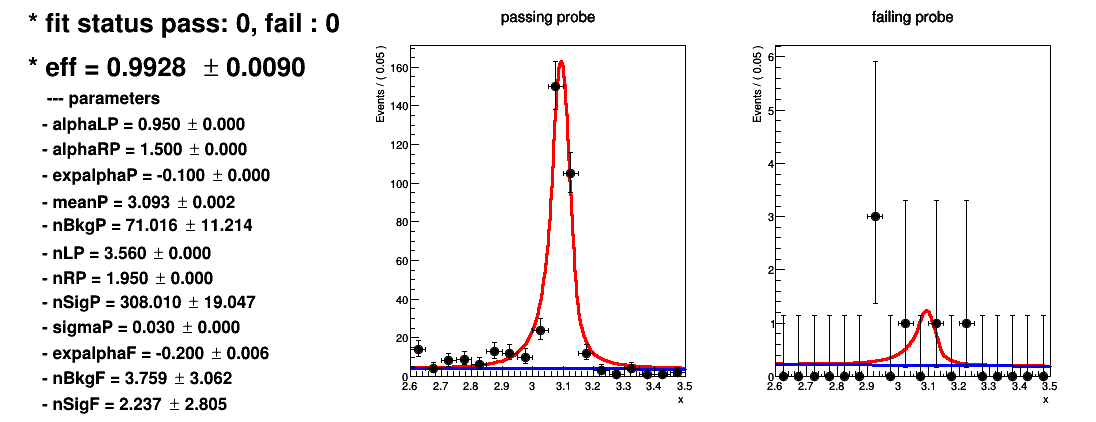 * fit status pass: 0, fail : 0
* eff = 0.9928 ± 0.0090
--- parameters
- alphaLP = 0.950 ± 0.000
- alphaRP = 1.500 ± 0.000
- expalphaP = -0.100 ± 0.000
- meanP = 3.093 ± 0.002
- nBkgP = 71.016 ± 11.214
- nLP = 3.560 ± 0.000
- nRP = 1.950 ± 0.000
- nSigP = 308.010 ± 19.047
- sigmaP = 0.030 ± 0.000
- expalphaF = -0.200 ± 0.006
- nBkgF = 3.759 ± 3.062
- nSigF = 2.237 ± 2.805
passing probe
Events / ( 0.05 )
160
140
120
100
80
60
40
20
0
2.6 2.7 2.8 2.9 3 3.1 3.2 3.3 3.4 3.5
x
failing probe
Events / ( 0.05 )
6
5
4
3
2
1
0
2.6 2.7 2.8 2.9 3 3.1 3.2 3.3 3.4 3.5
x